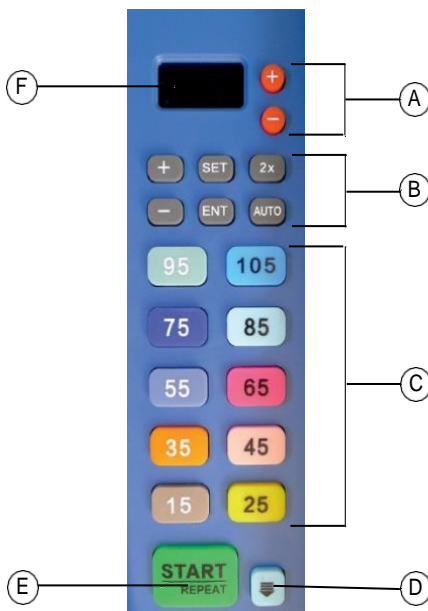 F
A
+
−
B
+ SET 2x
− ENT AUTO
95 105
75 85
C
55 65
35 45
15 25
START
REPEAT
E
D